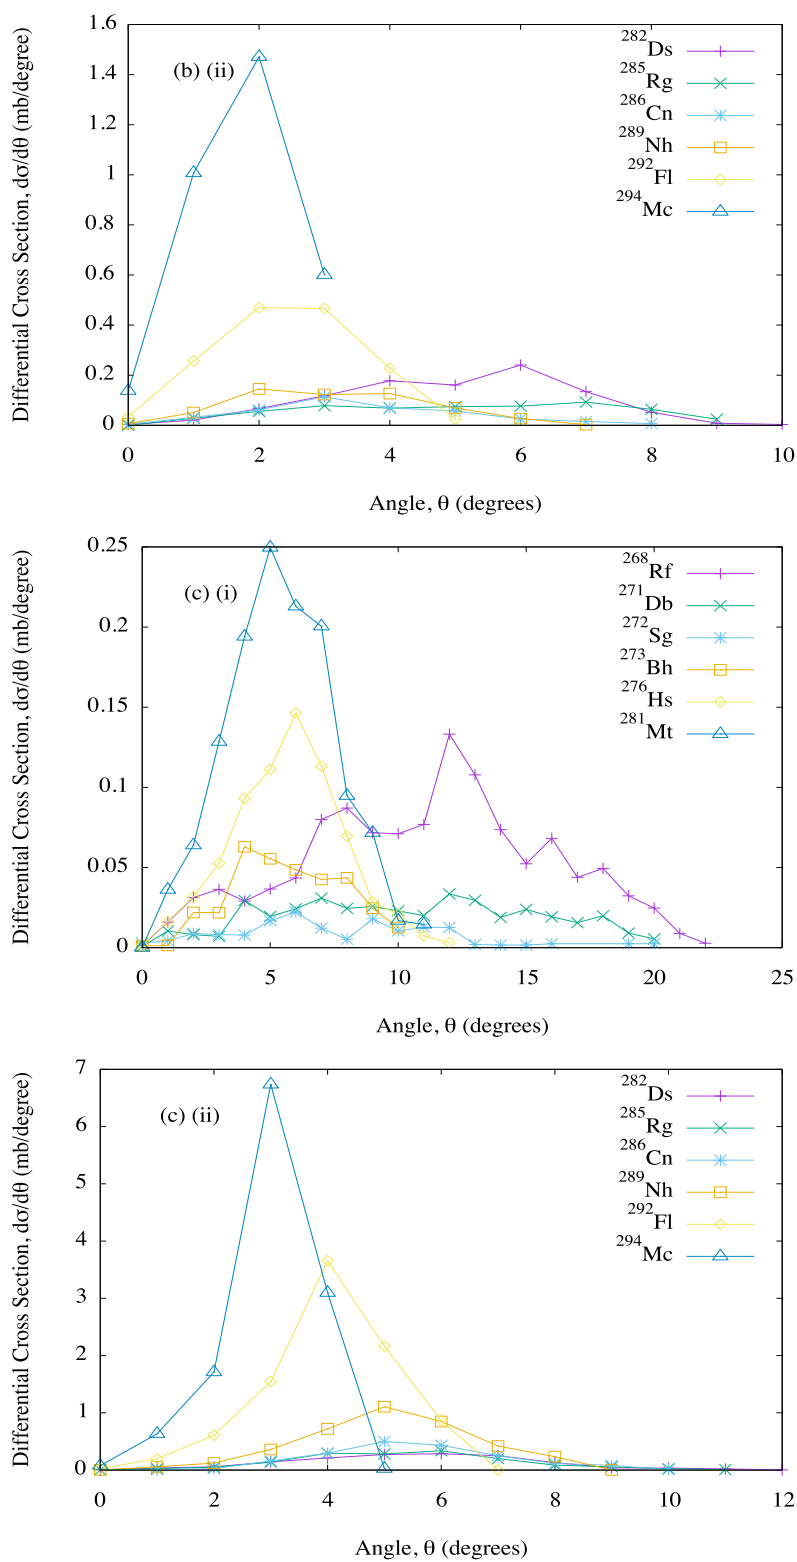 Differential Cross Section, dσ/dθ (mb/degree)
1.6
1.4
1.2
1
0.8
0.6
0.4
0.2
0
(b) (ii)
282Ds
285Rg
286Cn
289Nh
292Fl
294Mc
0 2 4 6 8 10
Angle, θ (degrees)
Differential Cross Section, dσ/dθ (mb/degree)
0.25
0.2
0.15
0.1
0.05
0
(c) (i)
268Rf
271Db
272Sg
273Bh
276Hs
281Mt
0 5 10 15 20 25
Angle, θ (degrees)
Differential Cross Section, dσ/dθ (mb/degree)
7
6
5
4
3
2
1
0
(c) (ii)
282Ds
285Rg
286Cn
289Nh
292Fl
294Mc
0 2 4 6 8 10 12
Angle, θ (degrees)